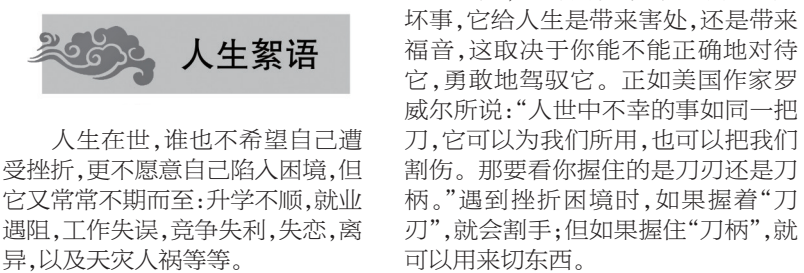 人生絮语
人生在世,谁也不希望自己遭
受挫折,更不愿意自己陷入困境,但
它又常常不期而至:升学不顺,就业
遇阻,工作失误,竞争失利,失恋,离
异,以及天灾人祸等等。
坏事,它给人生是带来害处,还是带来
福音,这取决于你能不能正确地对待
它,勇敢地驾驭它。正如美国作家罗
威尔所说:“人世中不幸的事如同一把
刀,它可以为我们所用,也可以把我们
割伤。那要看你握住的是刀刃还是刀
柄。”遇到挫折困境时,如果握着“刀
刃”,就会割手;但如果握住“刀柄”,就
可以用来切东西。